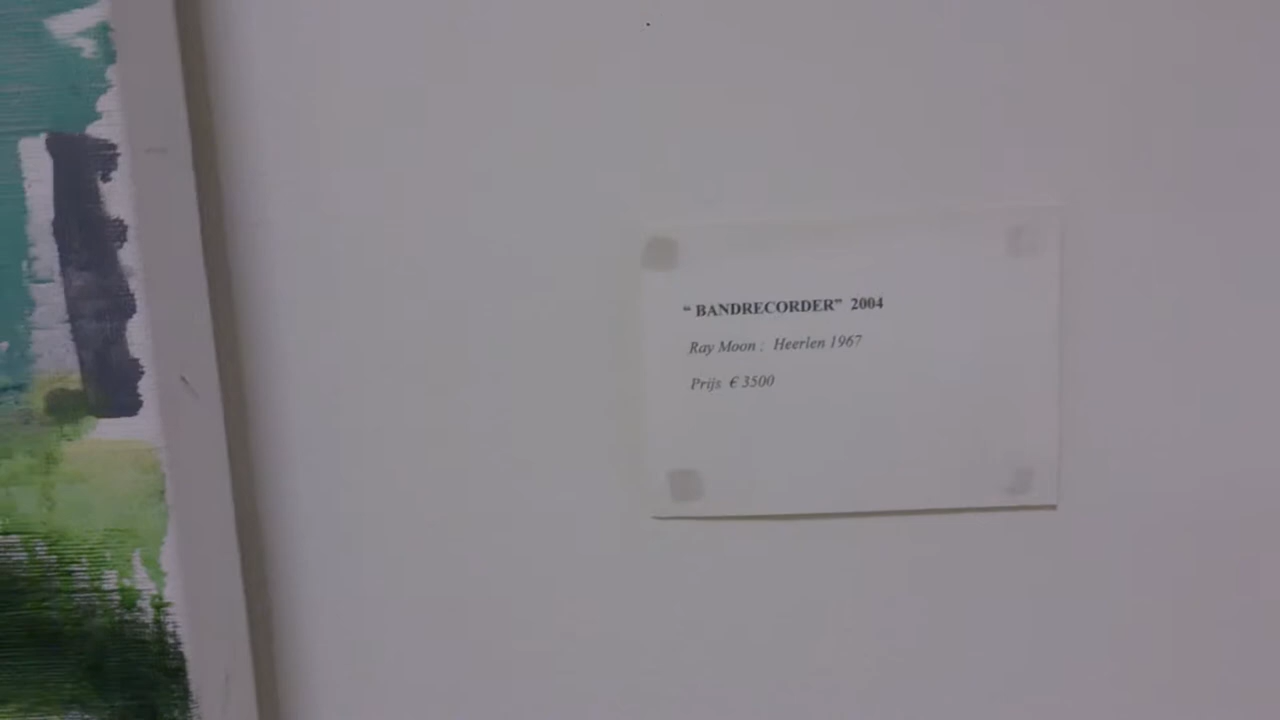 “ BANDRECORDER” 2004
Ray Moon : Heerlen 1967
Prijs € 3500